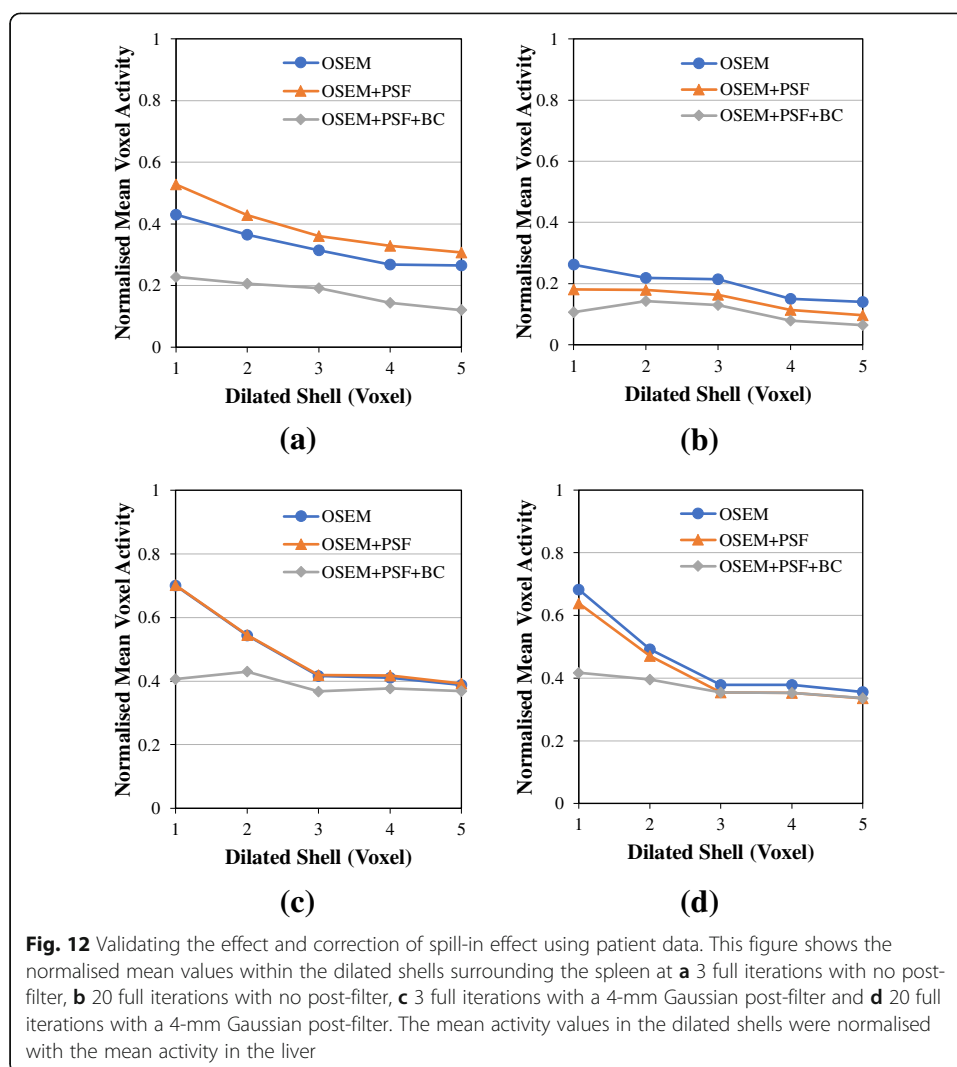 1
0.8
0.6
0.4
0.2
0
Normalised Mean Voxel Activity
OSEM
OSEM+PSF
OSEM+PSF+BC
1 2 3 4 5
Dilated Shell (Voxel)
(a)
1
0.8
0.6
0.4
0.2
0
Normalised Mean Voxel Activity
OSEM
OSEM+PSF
OSEM+PSF+BC
1 2 3 4 5
Dilated Shell (Voxel)
(b)
1
0.8
0.6
0.4
0.2
0
Normalised Mean Voxel Activity
OSEM
OSEM+PSF
OSEM+PSF+BC
1 2 3 4 5
Dilated Shell (Voxel)
(c)
1
0.8
0.6
0.4
0.2
0
Normalised Mean Voxel Activity
OSEM
OSEM+PSF
OSEM+PSF+BC
1 2 3 4 5
Dilated Shell (Voxel)
(d)
Fig. 12 Validating the effect and correction of spill-in effect using patient data. This figure shows the
normalised mean values within the dilated shells surrounding the spleen at a 3 full iterations with no post-
filter, b 20 full iterations with no post-filter, c 3 full iterations with a 4-mm Gaussian post-filter and d 20 full
iterations with a 4-mm Gaussian post-filter. The mean activity values in the dilated shells were normalised
with the mean activity in the liver